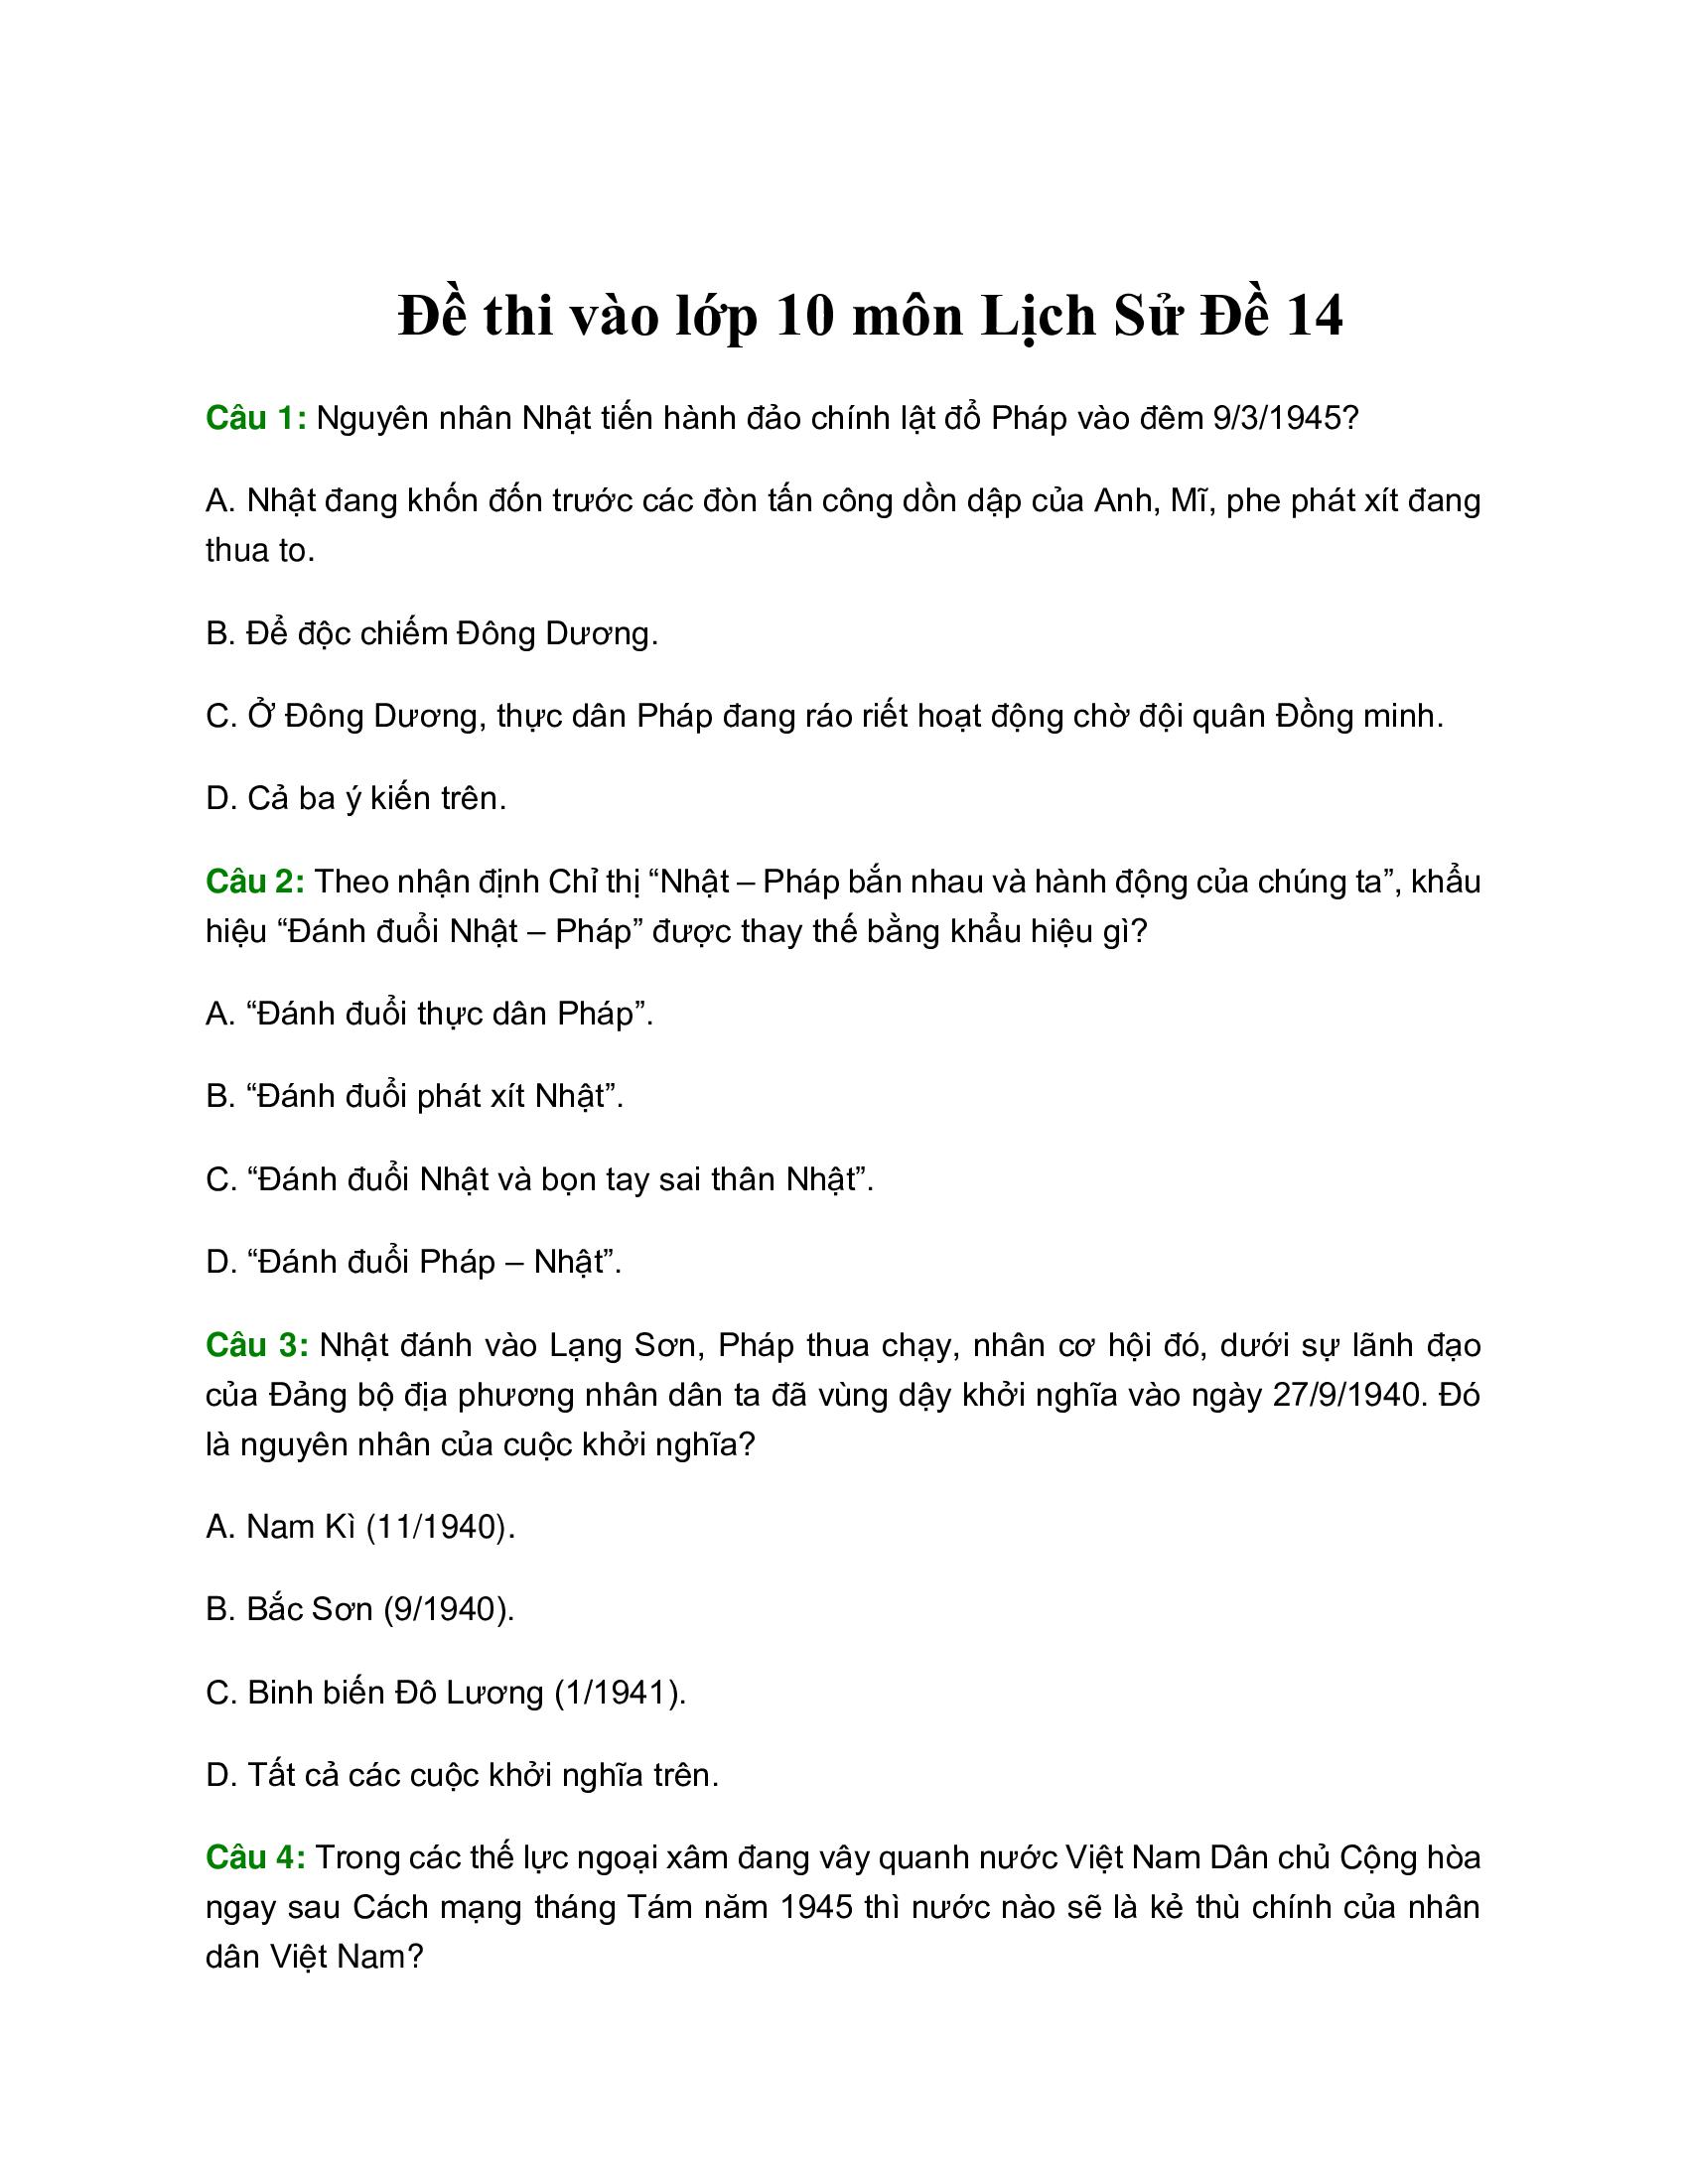 Đề thi vào lớp 10 môn Lịch Sử Đề 14
Câu 1: Nguyên nhân Nhật tiến hành đảo chính lật đổ Pháp vào đêm 9/3/1945?
A. Nhật đang khốn đốn trước các đòn tấn công dồn dập của Anh, Mĩ, phe phát xít đang
thua to.
B. Để độc chiếm Đông Dương.
C. Ở Đông Dương, thực dân Pháp đang ráo riết hoạt động chờ đội quân Đồng minh.
D. Cả ba ý kiến trên.
Câu 2: Theo nhận định Chỉ thị “Nhật – Pháp bắn nhau và hành động của chúng ta”, khẩu
hiệu “Đánh đuổi Nhật – Pháp” được thay thế bằng khẩu hiệu gì?
A. “Đánh đuổi thực dân Pháp”.
B. “Đánh đuổi phát xít Nhật”.
C. “Đánh đuổi Nhật và bọn tay sai thân Nhật”.
D. “Đánh đuổi Pháp – Nhật”.
Câu 3: Nhật đánh vào Lạng Sơn, Pháp thua chạy, nhân cơ hội đó, dưới sự lãnh đạo
của Đảng bộ địa phương nhân dân ta đã vùng dậy khởi nghĩa vào ngày 27/9/1940. Đó
là nguyên nhân của cuộc khởi nghĩa?
A. Nam Kì (11/1940).
B. Bắc Sơn (9/1940).
C. Binh biến Đô Lương (1/1941).
D. Tất cả các cuộc khởi nghĩa trên.
Câu 4: Trong các thế lực ngoại xâm đang vây quanh nước Việt Nam Dân chủ Cộng hòa
ngay sau Cách mạng tháng Tám năm 1945 thì nước nào sẽ là kẻ thù chính của nhân
dân Việt Nam?